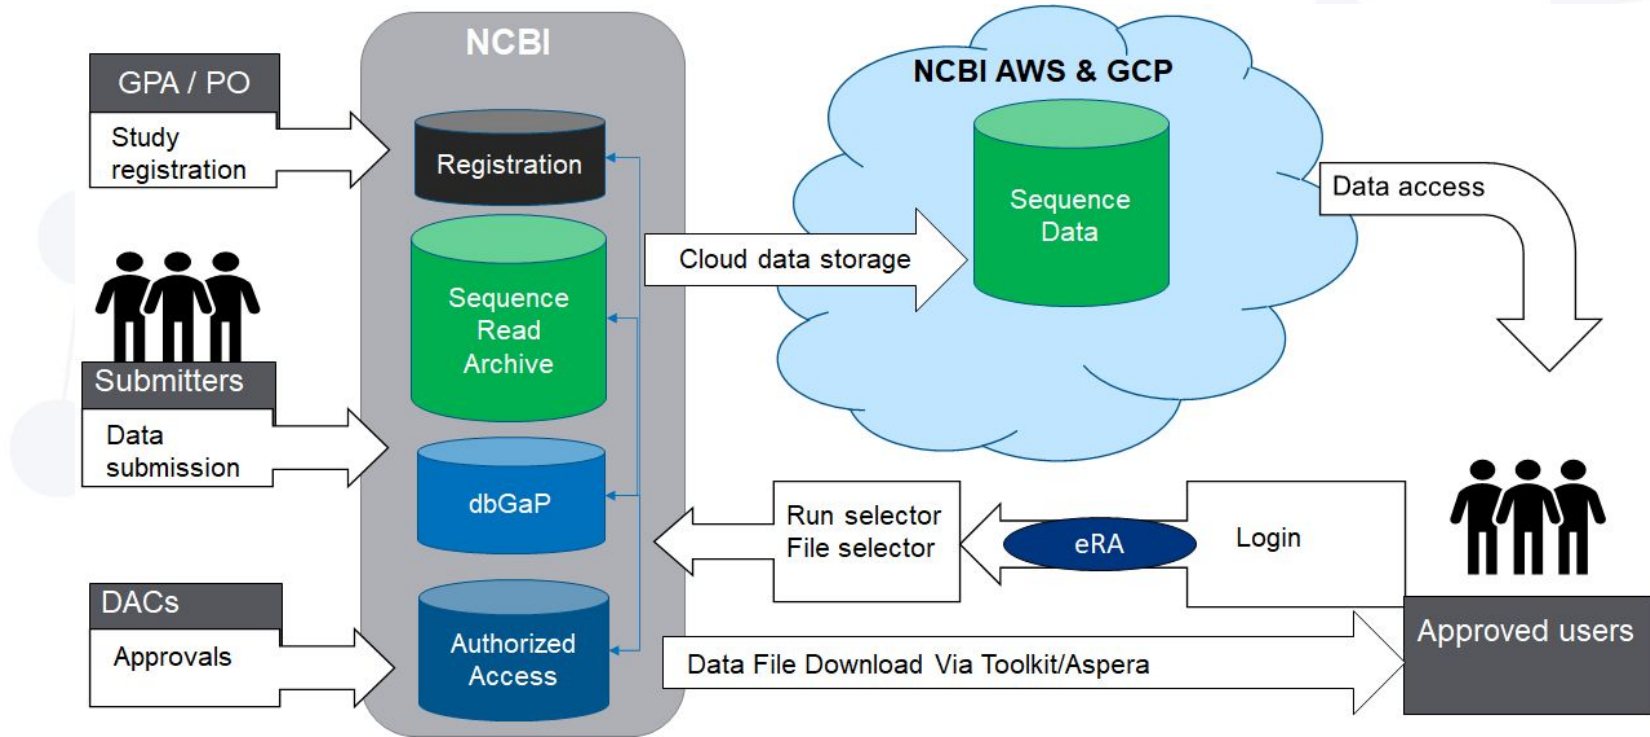 NCBI
GPA / PO
Study
registration
Registration
Sequence
Read
Archive
dbGaP
Authorized
Access
Submitters
Data
submission
DACs
Approvals
NCBI AWS & GCP
Sequence
Data
Cloud data storage
Data access
Run selector
File selector
eRA
Login
Data File Download Via Toolkit/Aspera
Approved users